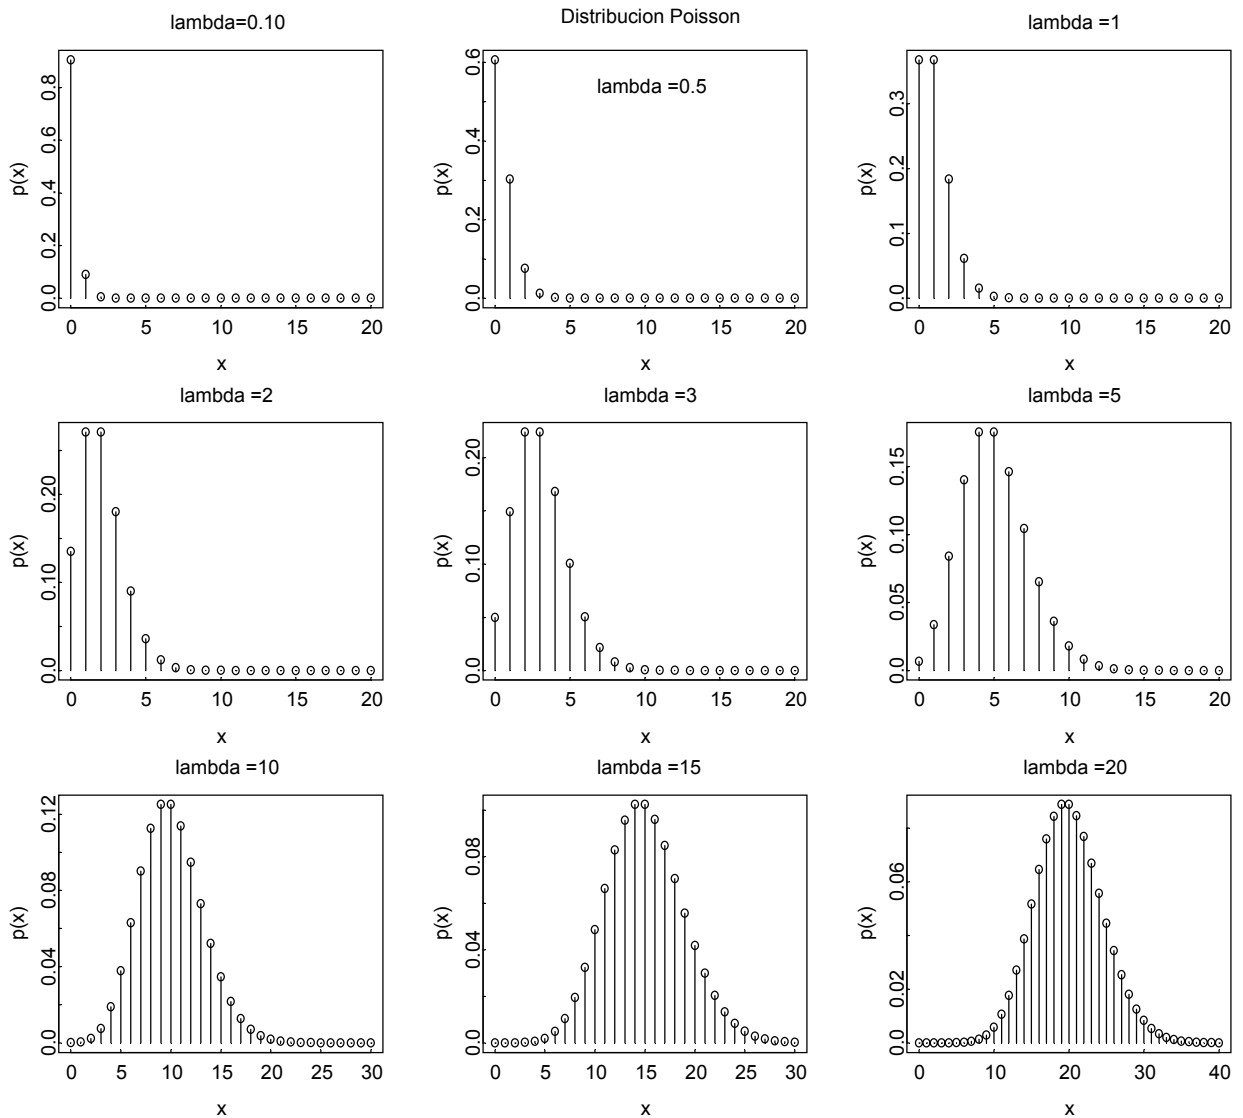 Distribucion Poisson
lambda=0.10
p(x)
0.0 0.2 0.4 0.6 0.8
0 5 10 15 20
x
lambda =0.5
p(x)
0.0 0.2 0.4 0.6
0 5 10 15 20
x
lambda =1
p(x)
0.0 0.1 0.2 0.3
0 5 10 15 20
x
lambda =2
p(x)
0.0 0.10 0.20
0 5 10 15 20
x
lambda =3
p(x)
0.0 0.10 0.20
0 5 10 15 20
x
lambda =5
p(x)
0.0 0.05 0.10 0.15
0 5 10 15 20
x
lambda =10
p(x)
0.0 0.04 0.08 0.12
0 5 10 15 20 25 30
x
lambda =15
p(x)
0.0 0.04 0.08
0 5 10 15 20 25 30
x
lambda =20
p(x)
0.0 0.02 0.06
0 10 20 30 40
x